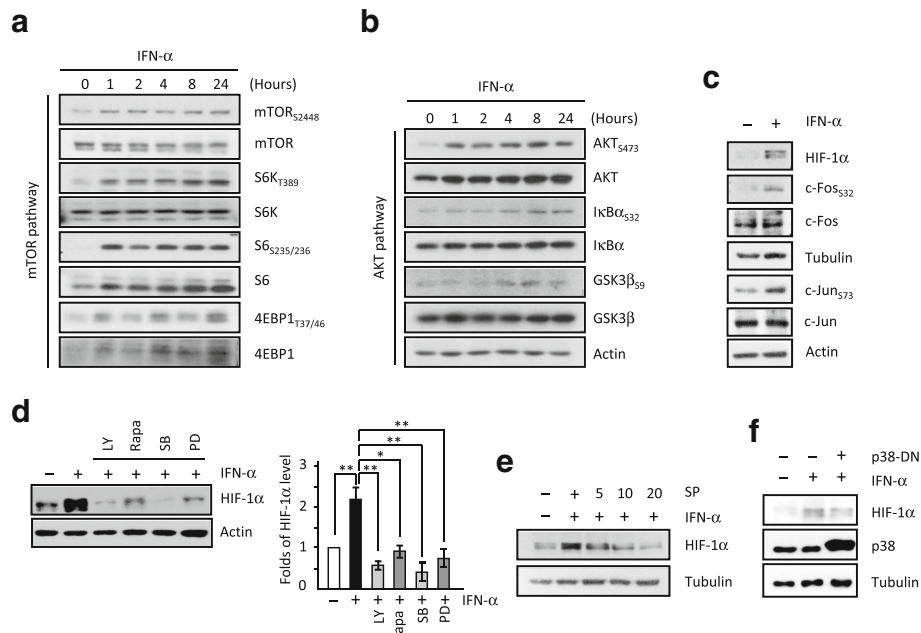 a
IFN-α
0 1 2 4 8 24 (Hours)
mTOR pathway
mTOR S2448
mTOR
S6K T389
S6K
S6 S235/236
S6
4EBP1 T37/46
4EBP1
b
IFN-α
0 1 2 4 8 24 (Hours)
AKT pathway
AKT S473
AKT
IκBα S32
IκBα
GSK3β S9
GSK3β
Actin
c
– + IFN-α
HIF-1α
c-Fos S32
c-Fos
Tubulin
c-Jun S73
c-Jun
Actin
d
LY Rapa SB PD
– + + + + + IFN-α
HIF-1α
Actin
Folds of HIF-1α level
3
2
1
0
** ** * ** **
– + + + + + IFN-α
LY apa SB PD
e
– + 5 10 20 SP
– + + + + IFN-α
HIF-1α
Tubulin
f
– – + p38-DN
– + + IFN-α
HIF-1α
p38
Tubulin